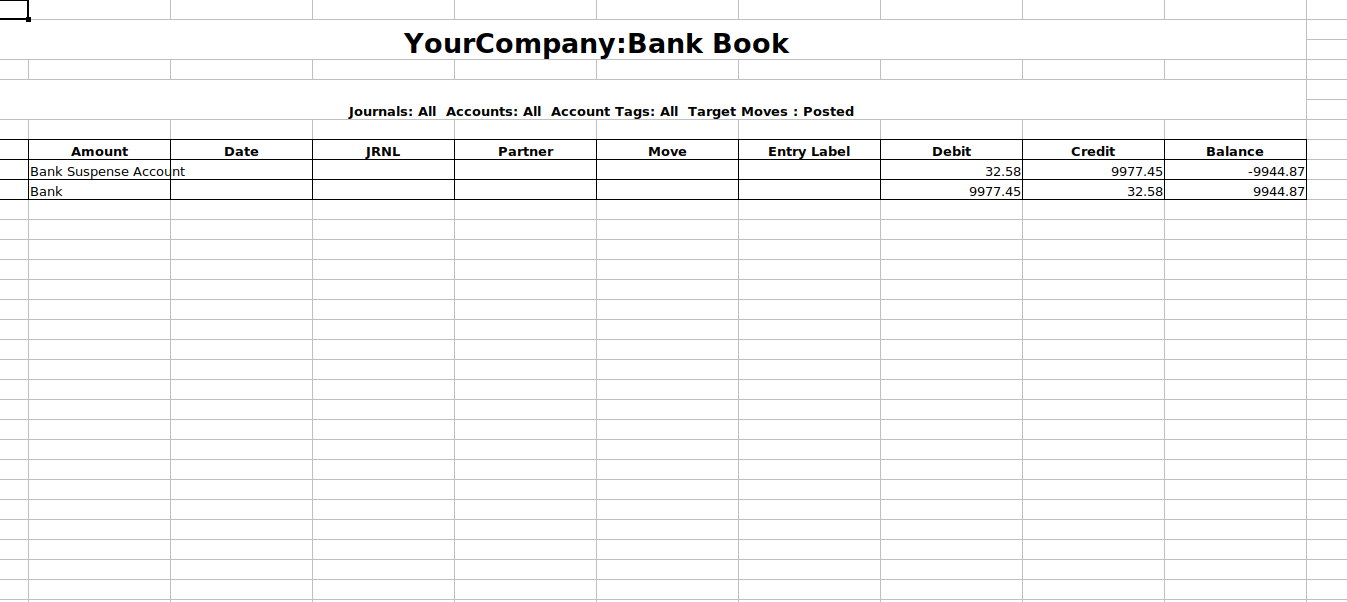 YourCompany:Bank Book
Journals: All  Accounts: All  Account Tags: All  Target Moves : Posted
Amount Date JRNL Partner Move Entry Label Debit Credit Balance
Bank Suspense Account 32.58 9977.45 -9944.87
Bank 9977.45 32.58 9944.87